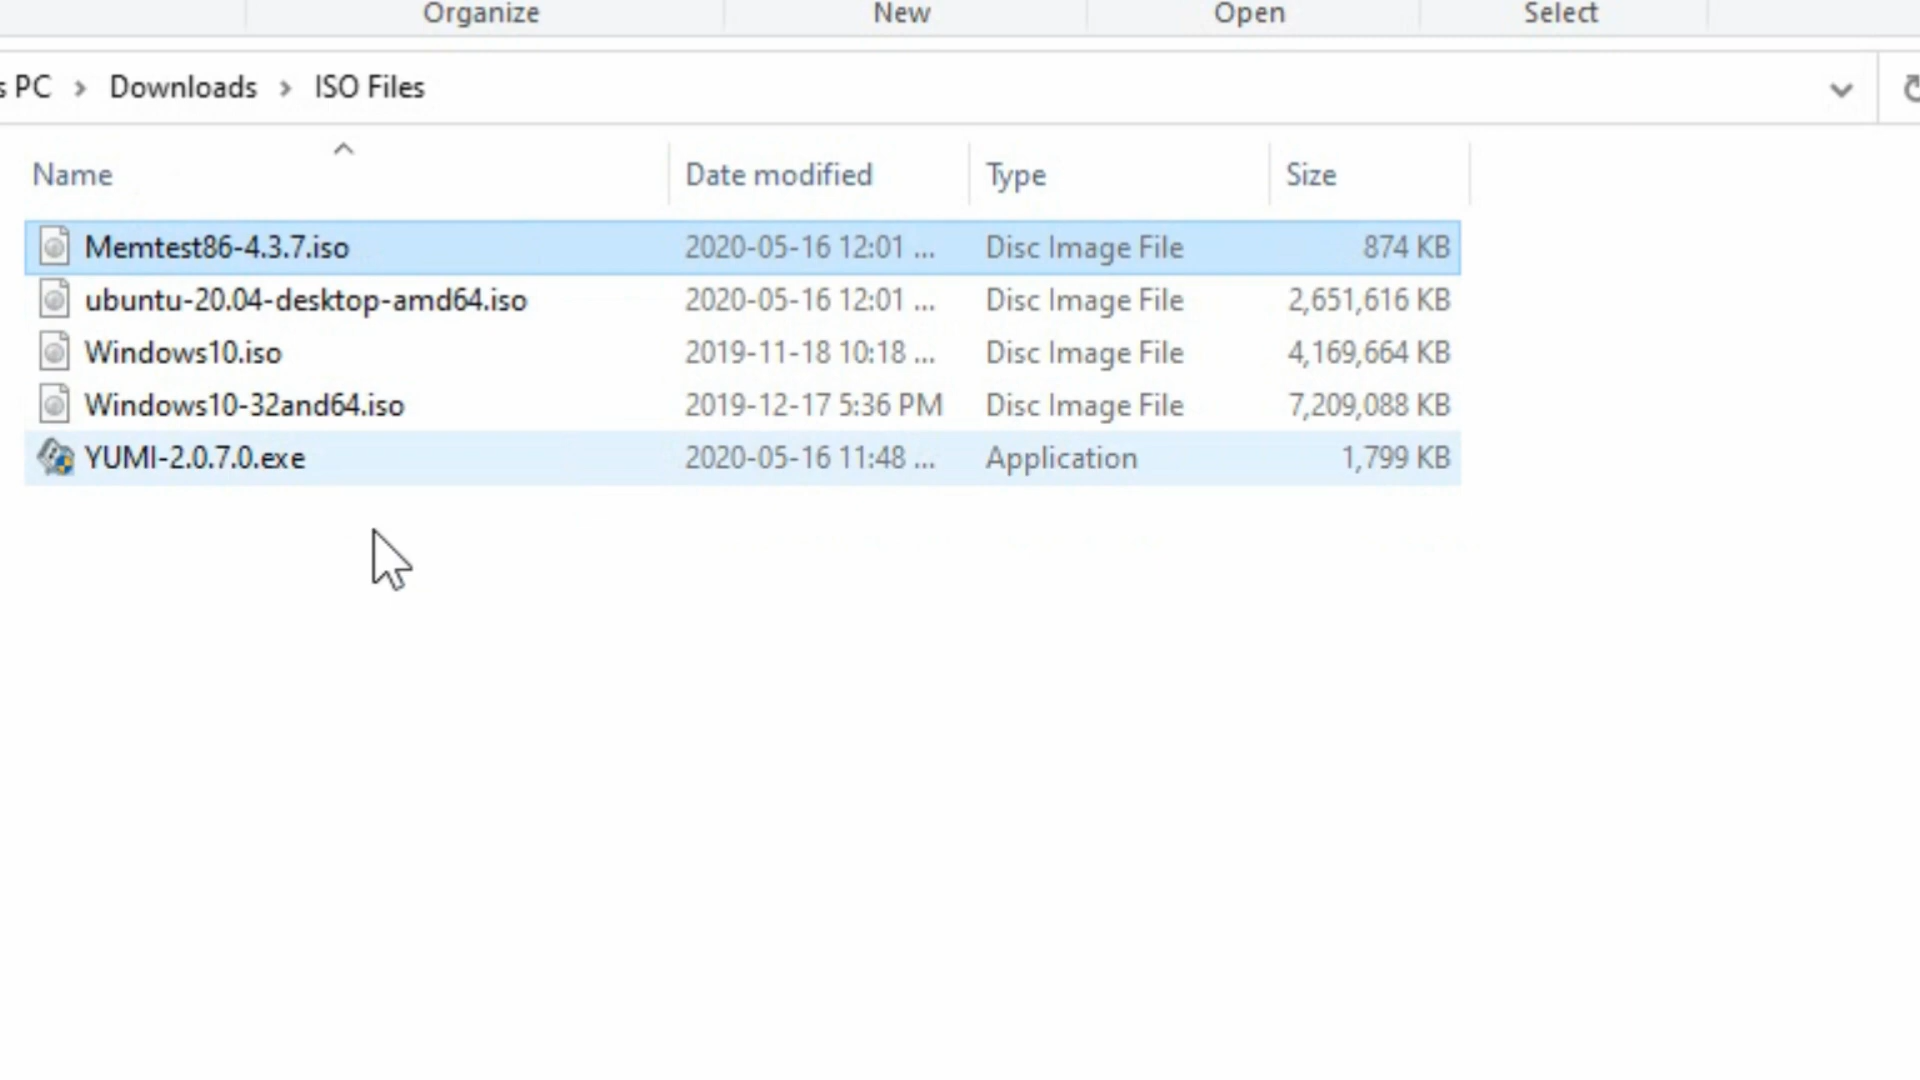 Organize New Open Select
s PC > Downloads > ISO Files
Name Date modified Type Size
Memtest86-4.3.7.iso 2020-05-16 12:01 ... Disc Image File 874 KB
ubuntu-20.04-desktop-amd64.iso 2020-05-16 12:01 ... Disc Image File 2,651,616 KB
Windows10.iso 2019-11-18 10:18 ... Disc Image File 4,169,664 KB
Windows10-32and64.iso 2019-12-17 5:36 PM Disc Image File 7,209,088 KB
YUMI-2.0.7.0.exe 2020-05-16 11:48 ... Application 1,799 KB